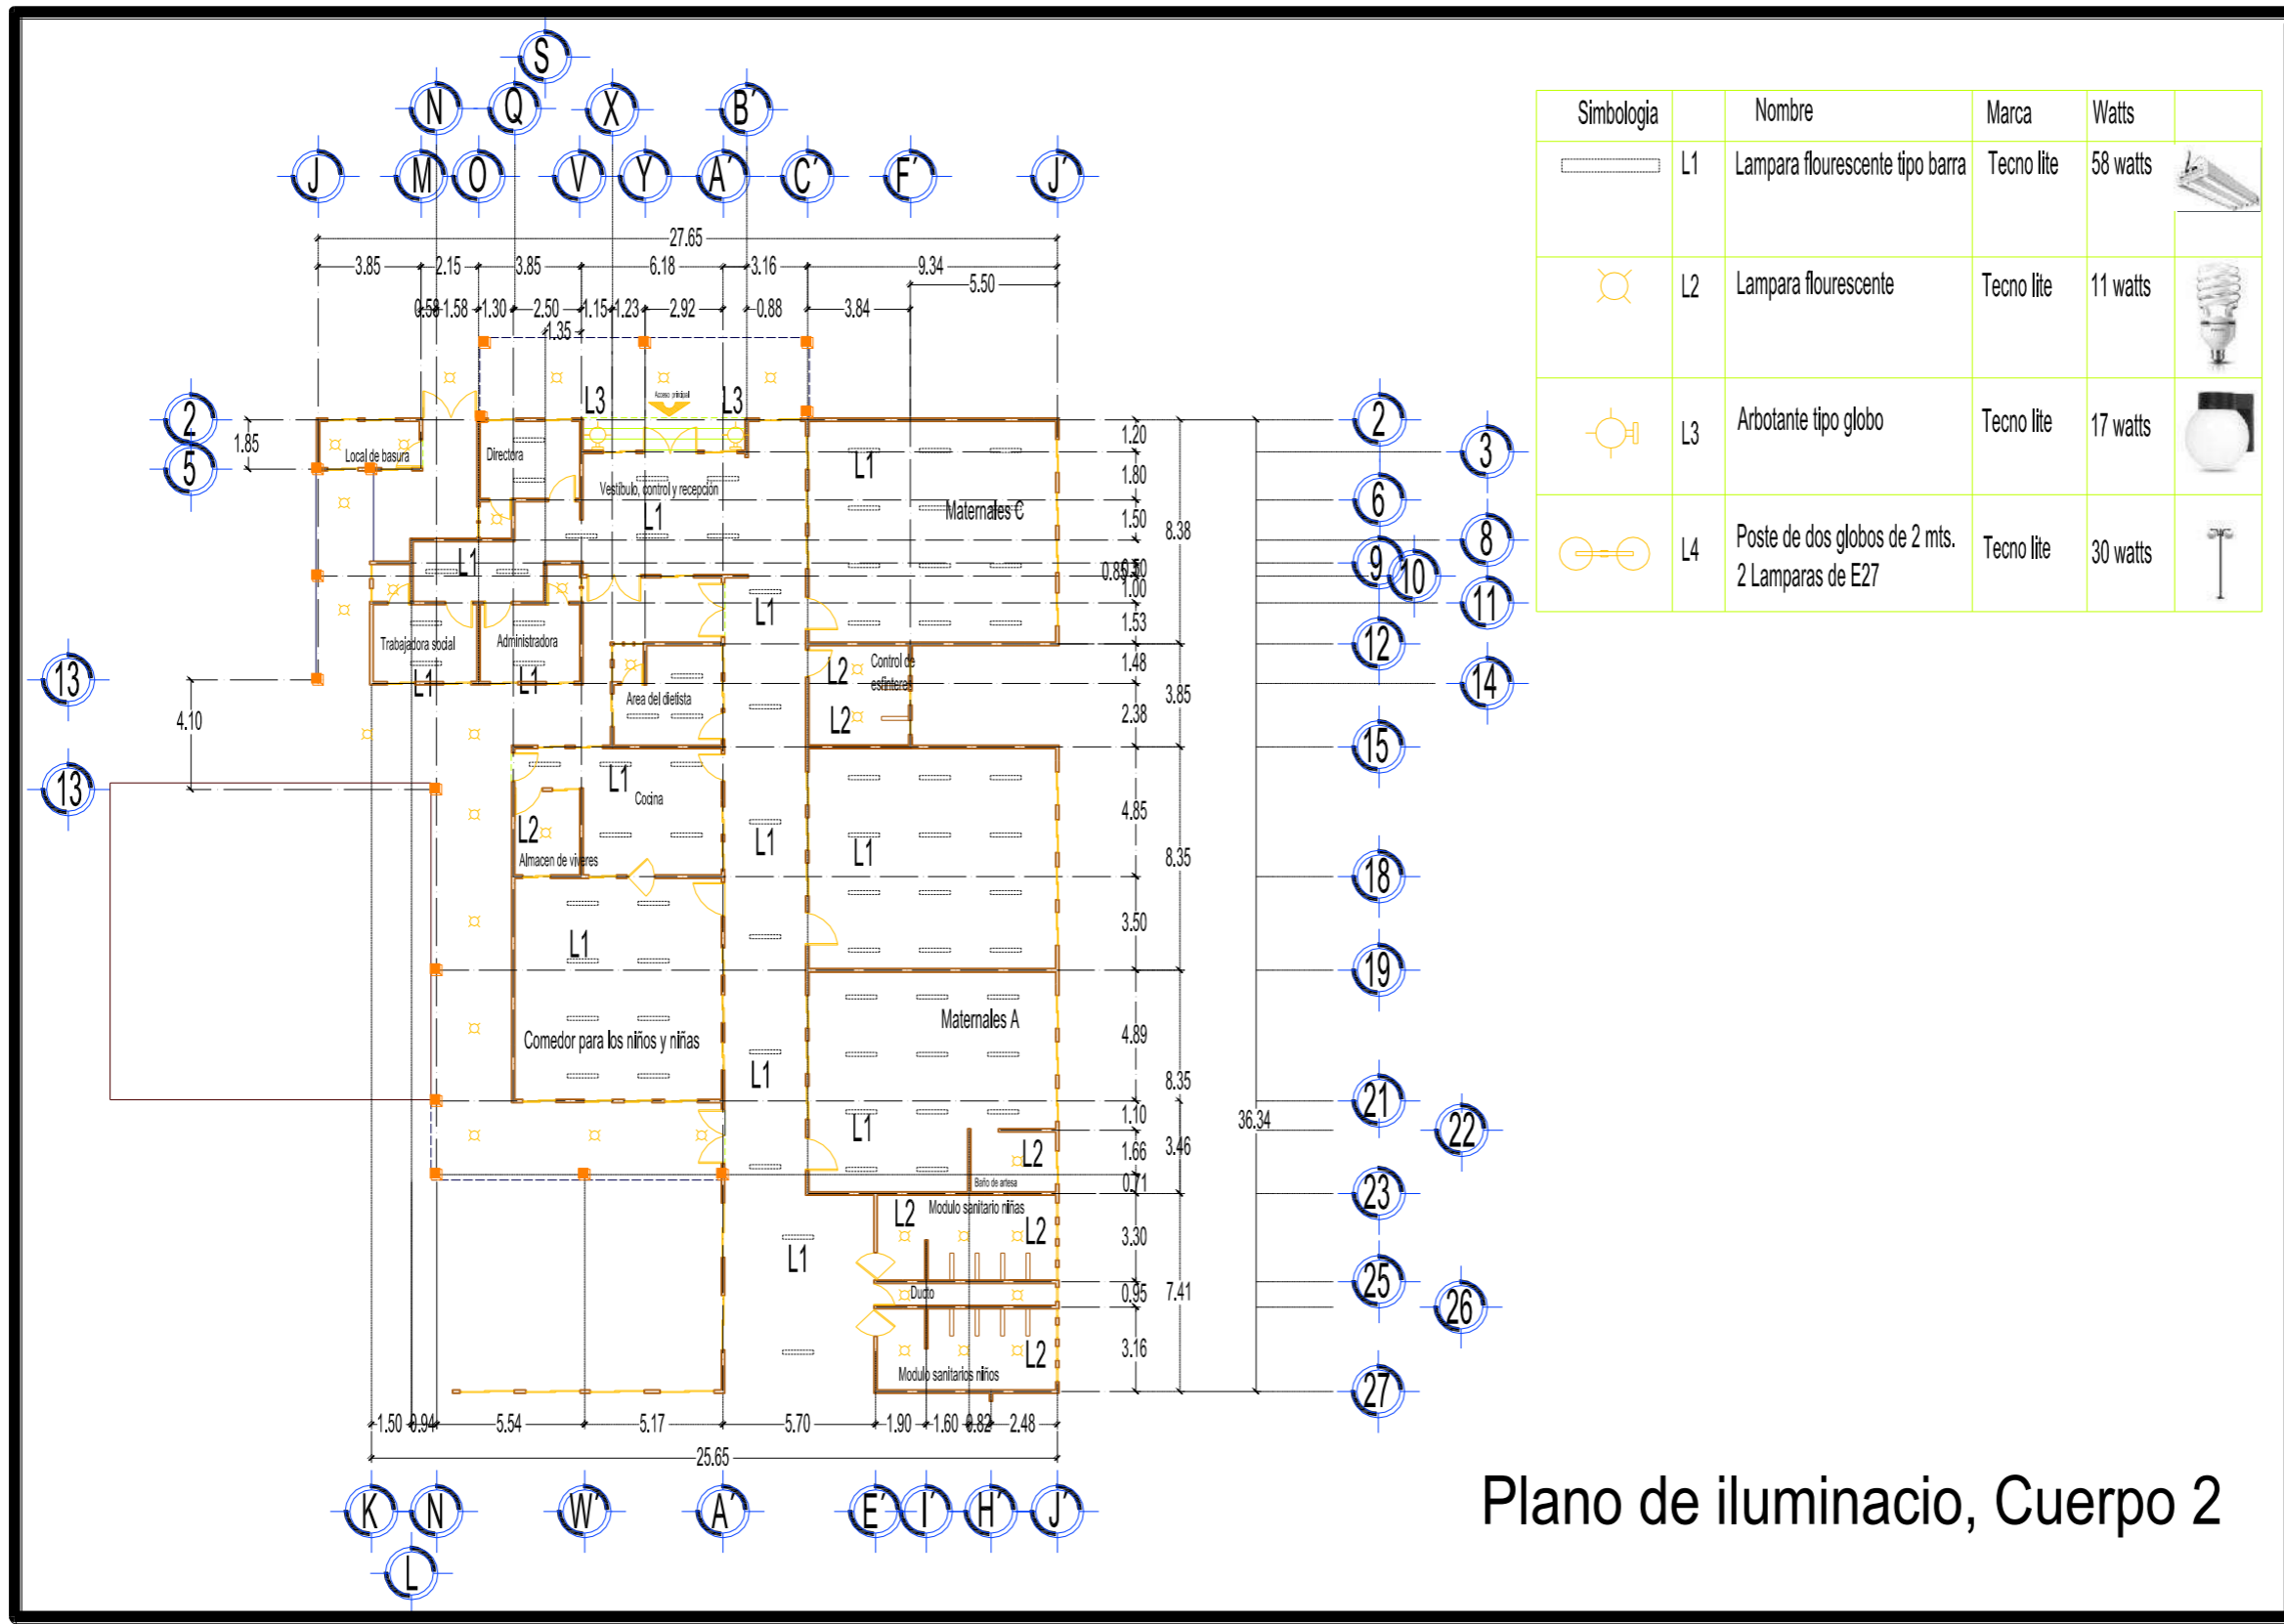 S
N Q X B´
J M O V Y A´ C´ F´ J´
27.65
3.85 2.15 3.85 6.18 3.16 9.34
5.50
0.58 1.58 1.30 2.50 1.15 1.23 2.92 0.88 3.84
1.35
Simbologia Nombre Marca Watts
L1 Lampara flourescente tipo barra Tecno lite 58 watts
L2 Lampara flourescente Tecno lite 11 watts
L3 Arbotante tipo globo Tecno lite 17 watts
L4 Poste de dos globos de 2 mts.
2 Lamparas de E27
Tecno lite 30 watts
2
1.85
5
13
4.10
13
L3
Acceso principal
L3
Local de basura
Directora
Vestibulo, control y recepción
L1
L1
Maternales C
L1
L1
Trabajadora social
L1
Administradora
L1
L2
Control de
esfinteres
L2
Area del dietista
L1
Cocina
L2
Almacen de viveres
L1
L1
L1
Comedor para los niños y niñas
Maternales A
L1
L1
L2
Baño de artesa
L2
Modulo sanitario niñas
L2
L1
Ducto
L2
Modulo sanitarios niños
1.20
1.80
1.50
1.00
1.53
1.48
2.38
4.85
3.50
4.89
1.10
1.66
0.71
3.30
0.95
3.16
8.38
3.85
8.35
8.35
3.46
7.41
36.34
2
3
6
8
9
10
11
12
14
15
18
19
21
22
23
25
26
27
1.50 0.94 5.54 5.17 5.70 1.90 1.60 0.82 2.48
25.65
K N W´ A´ E´ I´ H´ J´
L
Plano de iluminacio, Cuerpo 2